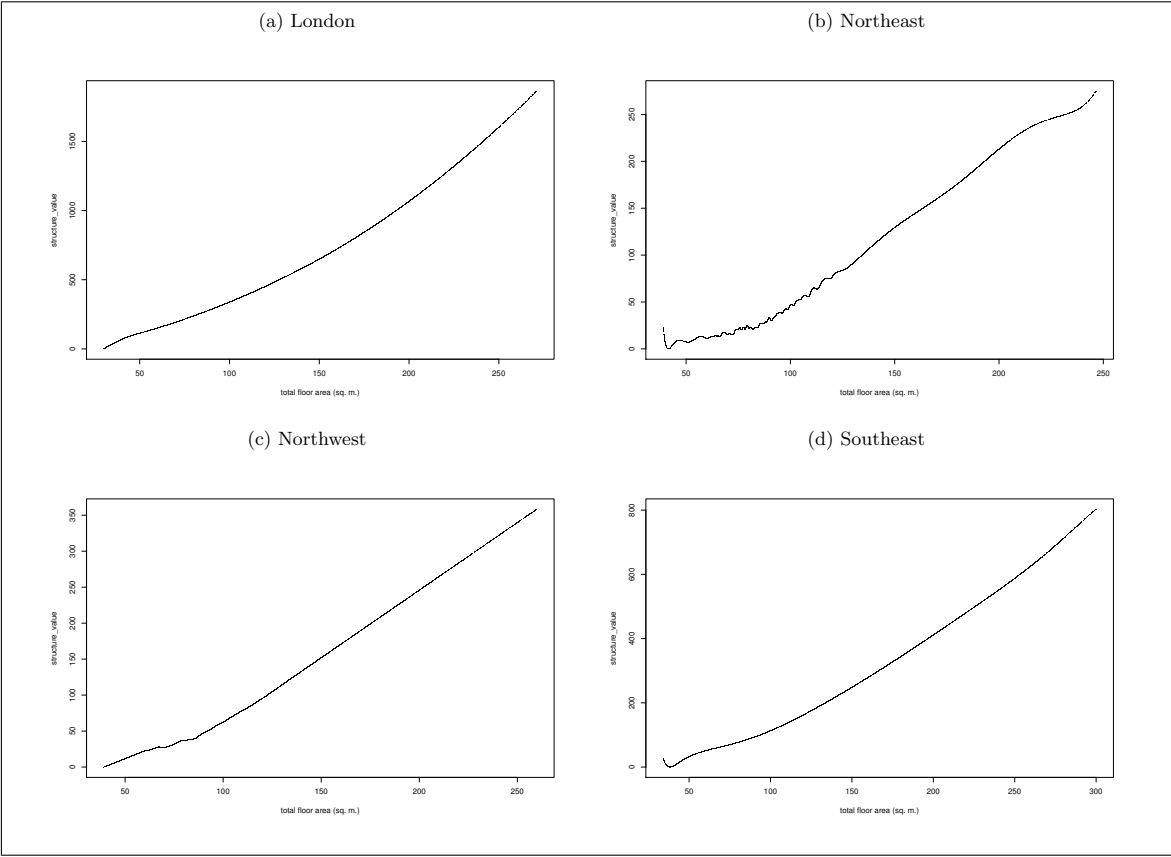 (a) London
(b) Northeast
structure_value
0 500 1000 1500
50 100 150 200 250
total floor area (sq. m.)
structure_value
0 50 100 150 200 250
50 100 150 200 250
total floor area (sq. m.)
(c) Northwest
(d) Southeast
structure_value
0 50 100 150 200 250 300 350
50 100 150 200 250
total floor area (sq. m.)
structure_value
0 200 400 600 800
50 100 150 200 250 300
total floor area (sq. m.)